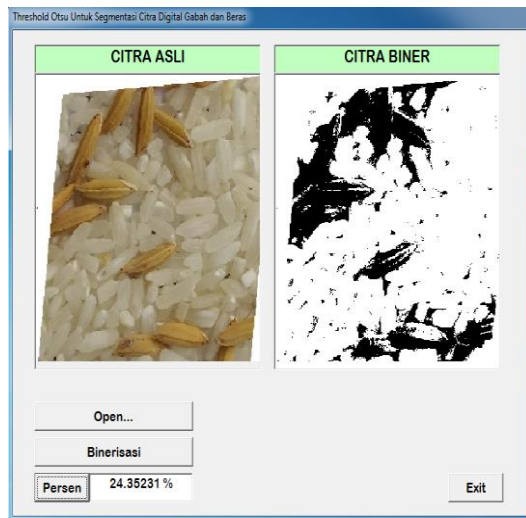 Threshold Otsu Untuk Segmentasi Citra Digital Gabah dan Beras
CITRA ASLI
CITRA BINER
Open...
Binerisasi
Persen 24.35231 %
Exit